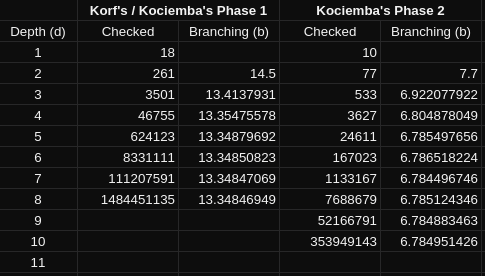 Korf's / Kociemba's Phase 1 Kociemba's Phase 2
Depth (d) Checked Branching (b) Checked Branching (b)
1 18 10
2 261 14.5 77 7.7
3 3501 13.4137931 533 6.922077922
4 46755 13.35475578 3627 6.804878049
5 624123 13.34879692 24611 6.785497656
6 8331111 13.34850823 167023 6.786518224
7 111207591 13.34847069 1133167 6.784496746
8 1484451135 13.34846949 7688679 6.785124346
9 52166791 6.784883463
10 353949143 6.784951426
11